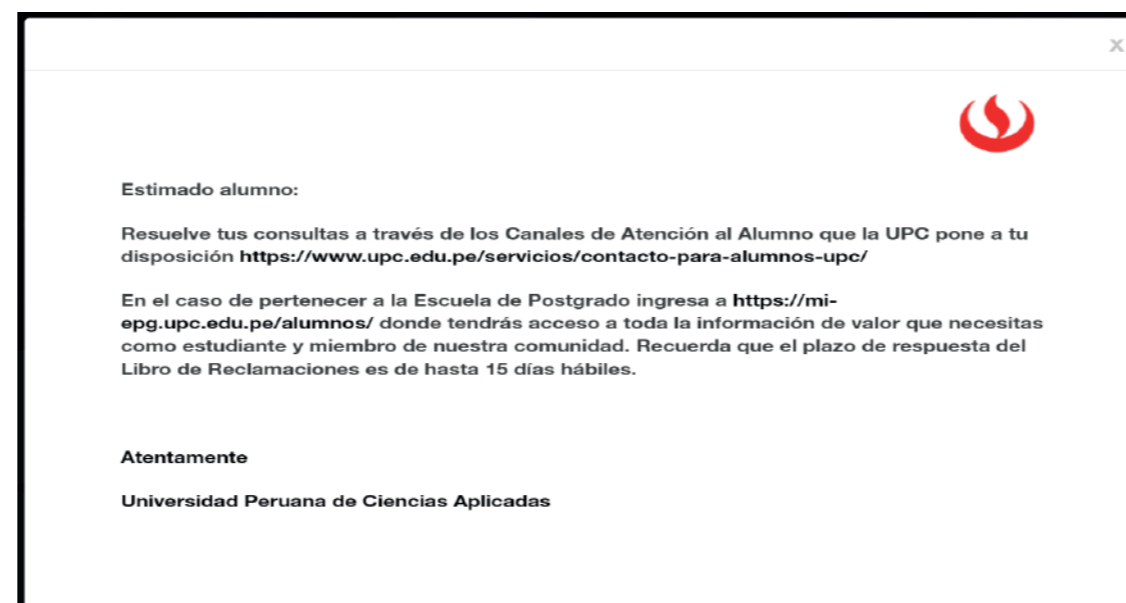 x
Estimado alumno:
Resuelve tus consultas a través de los Canales de Atención al Alumno que la UPC pone a tu
disposición https://www.upc.edu.pe/servicios/contacto-para-alumnos-upc/
En el caso de pertenecer a la Escuela de Postgrado ingresa a https://mi-
epg.upc.edu.pe/alumnos/ donde tendrás acceso a toda la información de valor que necesitas
como estudiante y miembro de nuestra comunidad. Recuerda que el plazo de respuesta del
Libro de Reclamaciones es de hasta 15 días hábiles.
Atentamente
Universidad Peruana de Ciencias Aplicadas